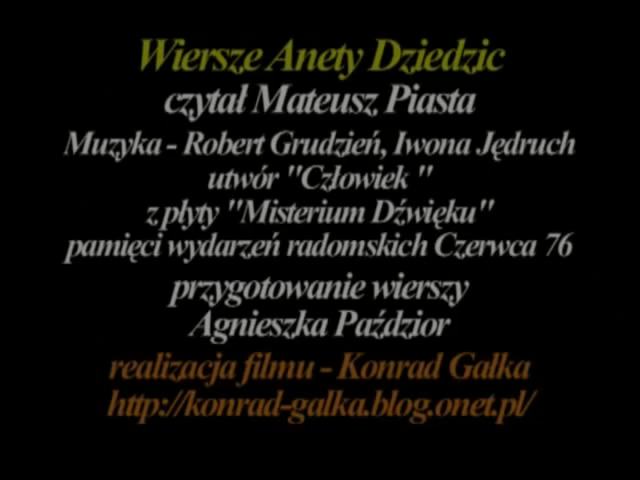 Wiersze Anety Dziedzic
czytał Mateusz Piasta
Muzyka - Robert Grudzień, Iwona Jędruch
utwór "Człowiek "
z płyty "Misterium Dźwięku"
pamięci wydarzeń radomskich Czerwca 76
przygotowanie wierszy
Agnieszka Paździor
realizacja filmu - Konrad Gałka
http://konrad-galka.blog.onet.pl/